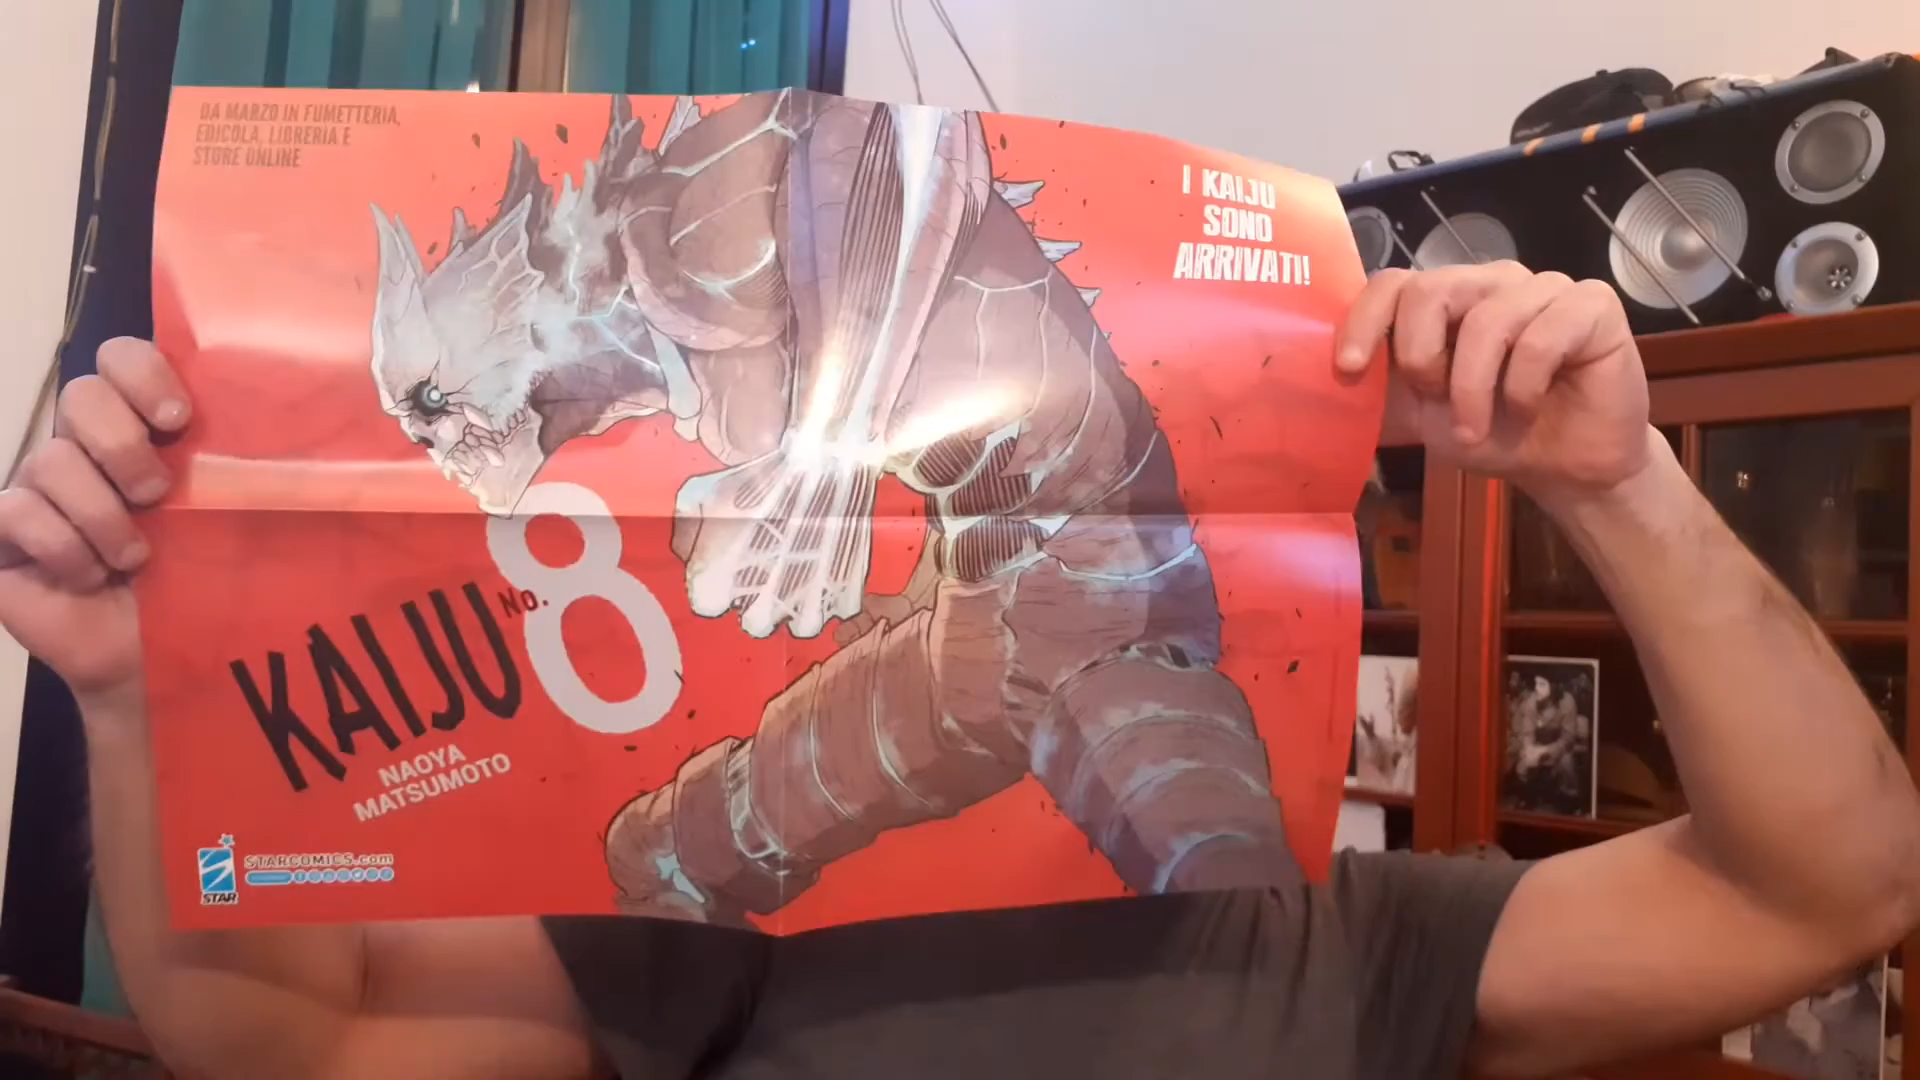 DA MARZO IN FUMETTERIA,
EDICOLA, LIBRERIA E
STORE ONLINE
I KAIJU
SONO
ARRIVATI!
KAIJU No. 8
NAOYA
MATSUMOTO
STARCOMICS.com
STAR